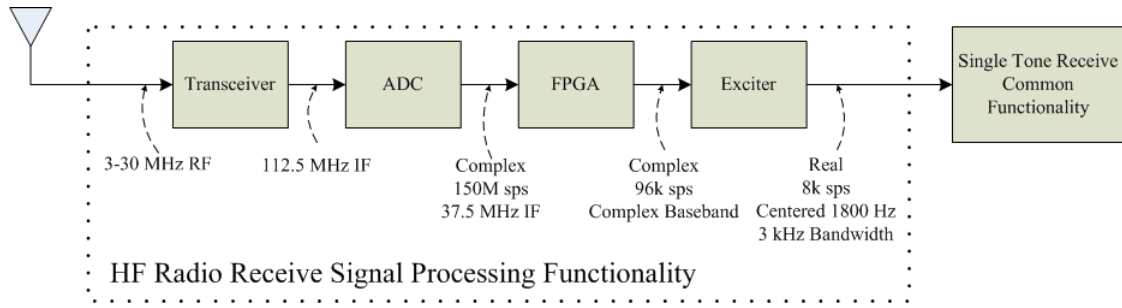 Transceiver
ADC
FPGA
Exciter
Single Tone Receive
Common
Functionality
3-30 MHz RF
112.5 MHz IF
Complex
150M sps
37.5 MHz IF
Complex
96k sps
Complex Baseband
Real
8k sps
Centered 1800 Hz
3 kHz Bandwidth
HF Radio Receive Signal Processing Functionality